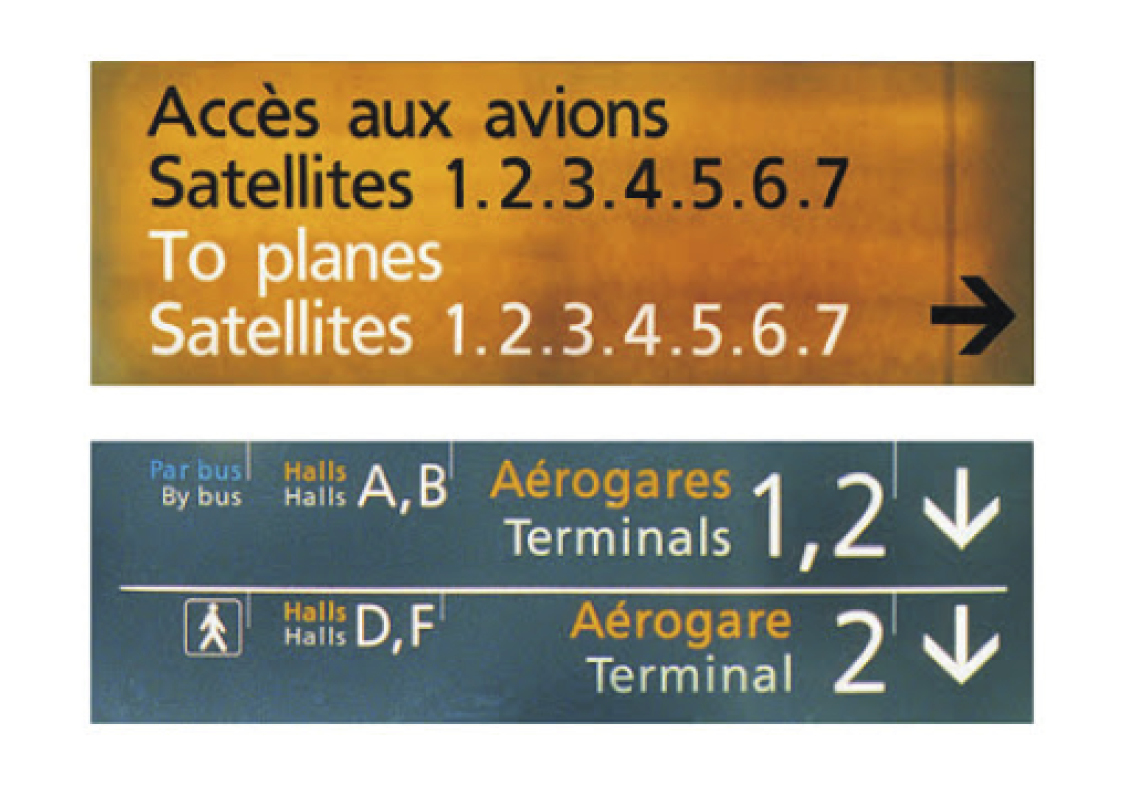 Accès aux avions
Satellites 1.2.3.4.5.6.7
To planes
Satellites 1.2.3.4.5.6.7
Par bus
By bus
Halls
Halls
A,B
Aérogares
Terminals
1,2
Halls
Halls
D,F
Aérogare
Terminal
2